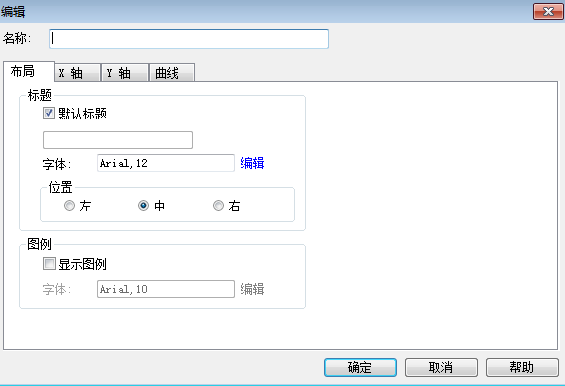 编辑
名称:
布局 X 轴 Y 轴 曲线
标题
默认标题
字体: Arial,12 编辑
位置
左 中 右
图例
显示图例
字体: Arial,10 编辑
确定 取消 帮助